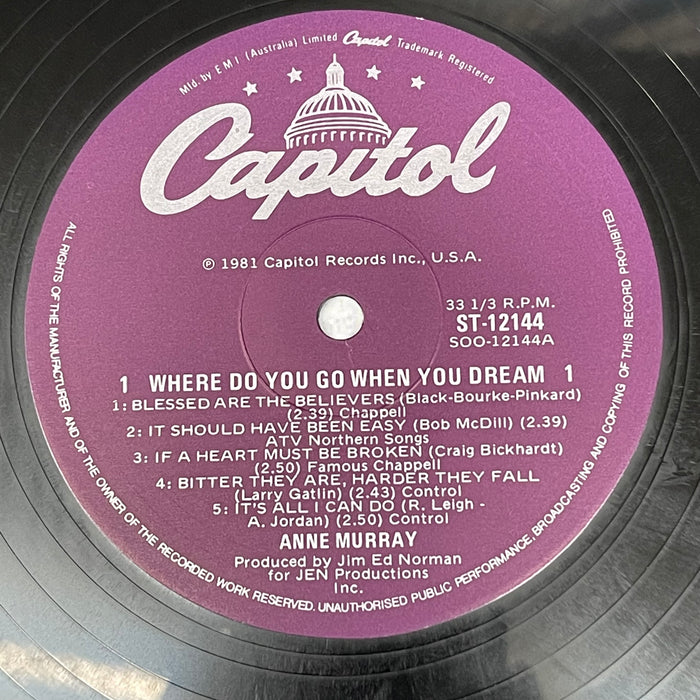 Mfd. by E M I (Australia) Limited Capitol Trademark Registered
Capitol
℗ 1981 Capitol Records Inc., U.S.A.
33 1/3 R.P.M.
ST-12144
SOO-12144A
1 WHERE DO YOU GO WHEN YOU DREAM 1
1: BLESSED ARE THE BELIEVERS (Black-Bourke-Pinkard)
(2.39) Chappell
2: IT SHOULD HAVE BEEN EASY (Bob McDill) (2.39)
ATV Northern Songs
3: IF A HEART MUST BE BROKEN (Craig Bickhardt)
(2.50) Famous Chappell
4: BITTER THEY ARE, HARDER THEY FALL
(Larry Gatlin) (2.43) Control
5: IT'S ALL I CAN DO (R. Leigh -
A. Jordan) (2.50) Control
ANNE MURRAY
Produced by Jim Ed Norman
for JEN Productions
Inc.
ALL RIGHTS OF THE MANUFACTURER AND OF THE OWNER OF THE RECORDED WORK RESERVED. UNAUTHORISED PUBLIC PERFORMANCE, BROADCASTING AND COPYING OF THIS RECORD PROHIBITED